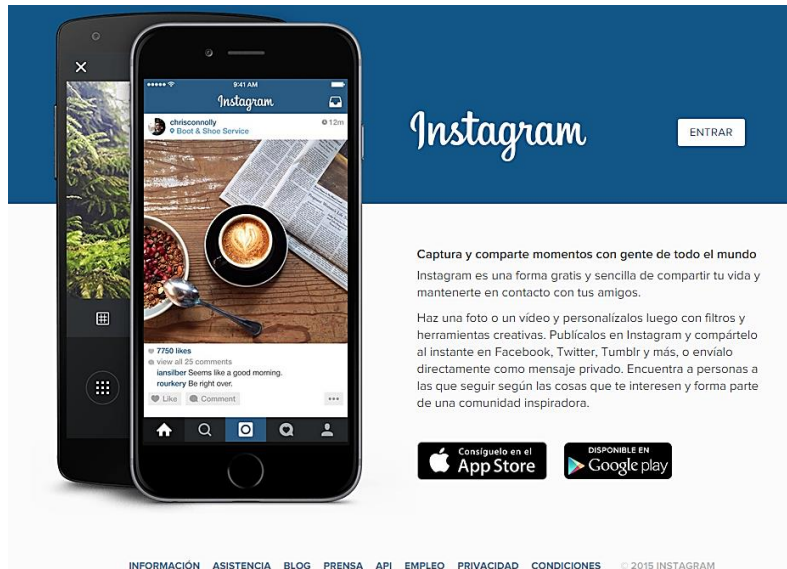 9:41 AM
Instagram
chrisconnolly
12m
Boot & Shoe Service
7750 likes
view all 25 comments
iansilber Seems like a good morning.
rourkery Be right over.
Like Comment
Instagram
ENTRAR
Captura y comparte momentos con gente de todo el mundo
Instagram es una forma gratis y sencilla de compartir tu vida y
mantenerte en contacto con tus amigos.
Haz una foto o un vídeo y personalízalos luego con filtros y
herramientas creativas. Publícalos en Instagram y compártelo
al instante en Facebook, Twitter, Tumblr y más, o envíalo
directamente como mensaje privado. Encuentra a personas a
las que seguir según las cosas que te interesen y forma parte
de una comunidad inspiradora.
Consíguelo en el
App Store
DISPONIBLE EN
Google play
INFORMACIÓN ASISTENCIA BLOG PRENSA API EMPLEO PRIVACIDAD CONDICIONES © 2015 INSTAGRAM